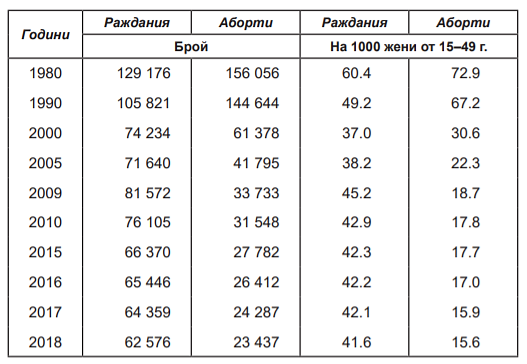 Години Раждания Аборти Раждания Аборти
Брой На 1000 жени от 15–49 г.
1980 129 176 156 056 60.4 72.9
1990 105 821 144 644 49.2 67.2
2000 74 234 61 378 37.0 30.6
2005 71 640 41 795 38.2 22.3
2009 81 572 33 733 45.2 18.7
2010 76 105 31 548 42.9 17.8
2015 66 370 27 782 42.3 17.7
2016 65 446 26 412 42.2 17.0
2017 64 359 24 287 42.1 15.9
2018 62 576 23 437 41.6 15.6